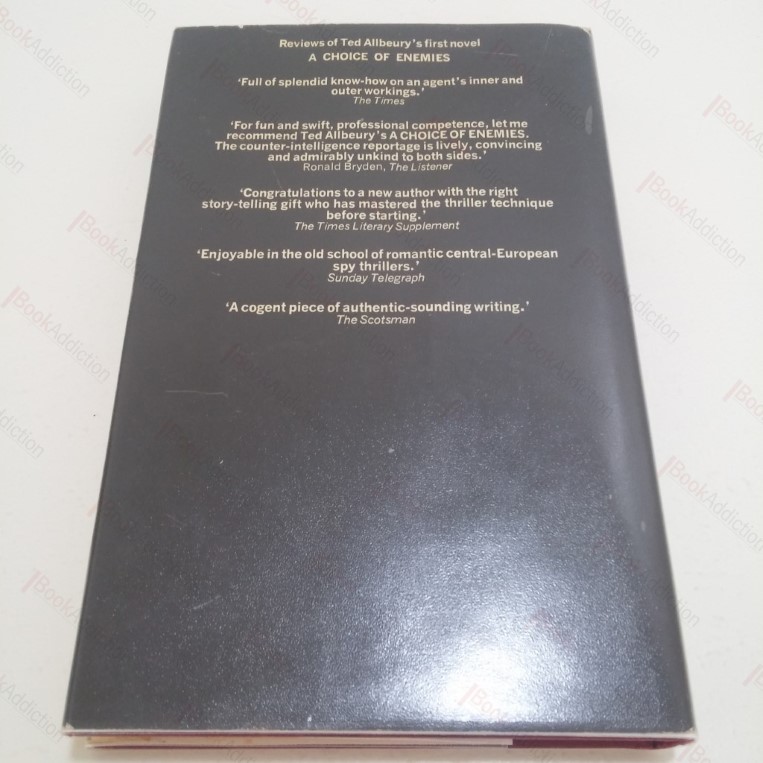 Reviews of Ted Allbeury's first novel
A CHOICE OF ENEMIES
'Full of splendid know-how on an agent's inner and
outer workings.'
The Times
'For fun and swift, professional competence, let me
recommend Ted Allbeury's A CHOICE OF ENEMIES.
The counter-intelligence reportage is lively, convincing
and admirably unkind to both sides.'
Ronald Bryden, The Listener
'Congratulations to a new author with the right
story-telling gift who has mastered the thriller technique
before starting.'
The Times Literary Supplement
'Enjoyable in the old school of romantic central-European
spy thrillers.'
Sunday Telegraph
'A cogent piece of authentic-sounding writing.'
The Scotsman
BookAddiction